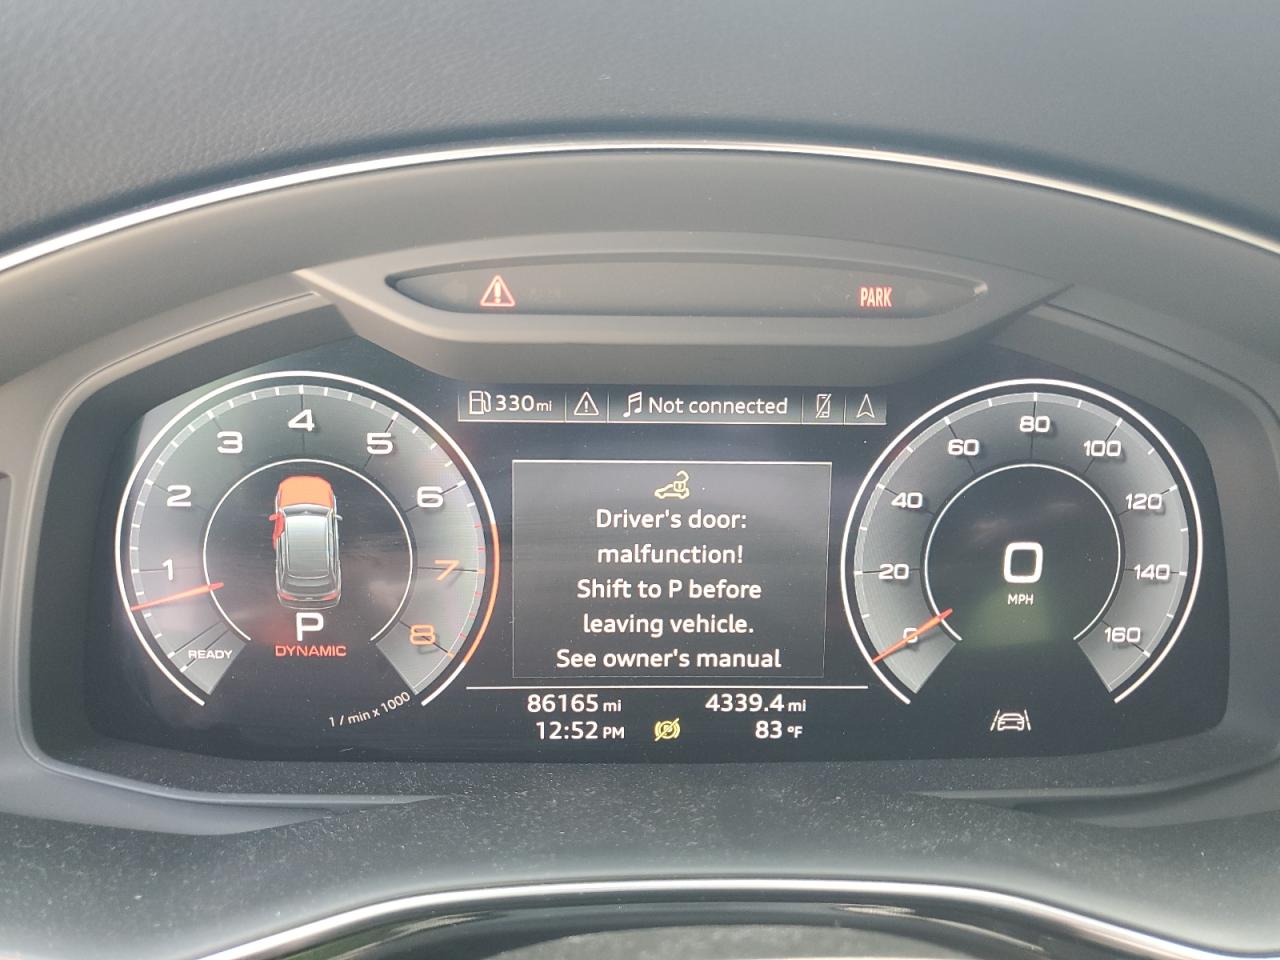 PARK
330 mi
Not connected
1
2
3
4
5
6
7
8
READY
P
DYNAMIC
1 / min x 1000
Driver's door:
malfunction!
Shift to P before
leaving vehicle.
See owner's manual
86165 mi
4339.4 mi
12:52 PM
83 °F
0
20
40
60
80
100
120
140
160
0
MPH